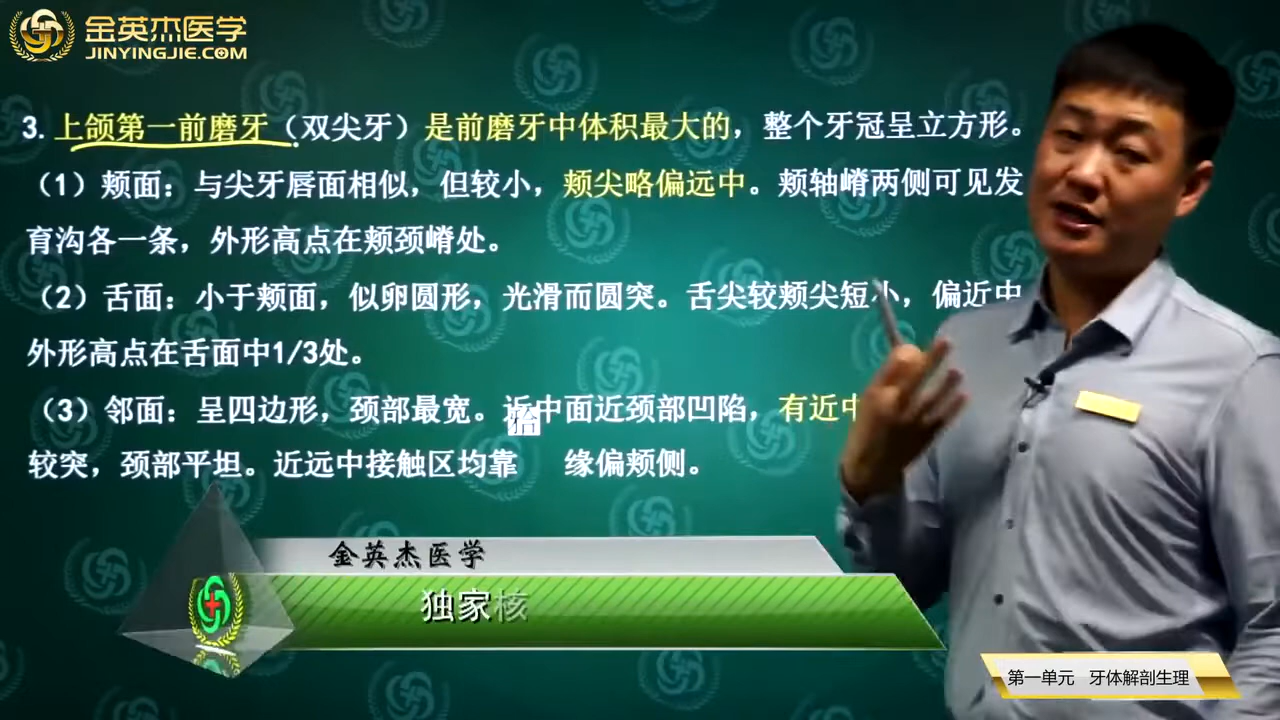 金英杰医学
JINYINGJIE.COM
3. 上颌第一前磨牙（双尖牙）是前磨牙中体积最大的，整个牙冠呈立方形。
（1）颊面：与尖牙唇面相似，但较小，颊尖略偏远中。颊轴嵴两侧可见发
育沟各一条，外形高点在颊颈嵴处。
（2）舌面：小于颊面，似卵圆形，光滑而圆突。舌尖较颊尖短小，偏近中
外形高点在舌面中1/3处。
（3）邻面：呈四边形，颈部最宽。近中面近颈部凹陷，有近中
较突，颈部平坦。近远中接触区均靠 缘偏颊侧。
金英杰医学
独家核
第一单元 牙体解剖生理